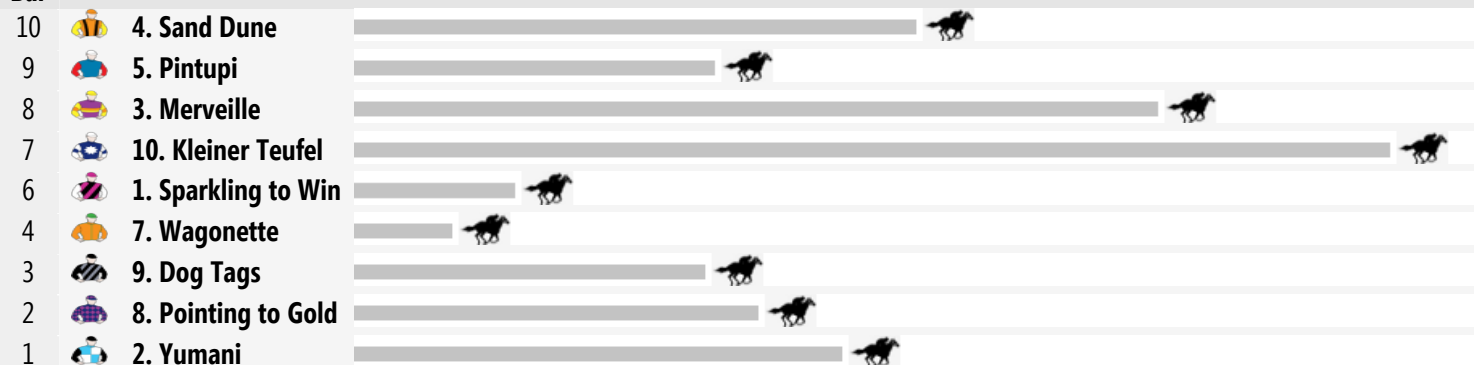 10 4. Sand Dune
9 5. Pintupi
8 3. Merveille
7 10. Kleiner Teufel
6 1. Sparkling to Win
4 7. Wagonette
3 9. Dog Tags
2 8. Pointing to Gold
1 2. Yumani